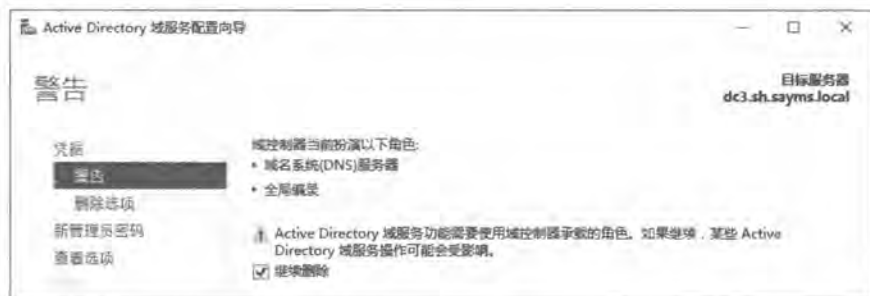 Active Directory 域服务配置向导
警告
目标服务器
dc3.sh.sayms.local
凭据
警告
删除选项
新管理员密码
查看选项
域控制器当前扮演以下角色:
• 域名系统(DNS)服务器
• 全局编录
Active Directory 域服务功能需要使用域控制器承载的角色。如果继续，某些 Active
Directory 域服务操作可能会受影响。
继续删除